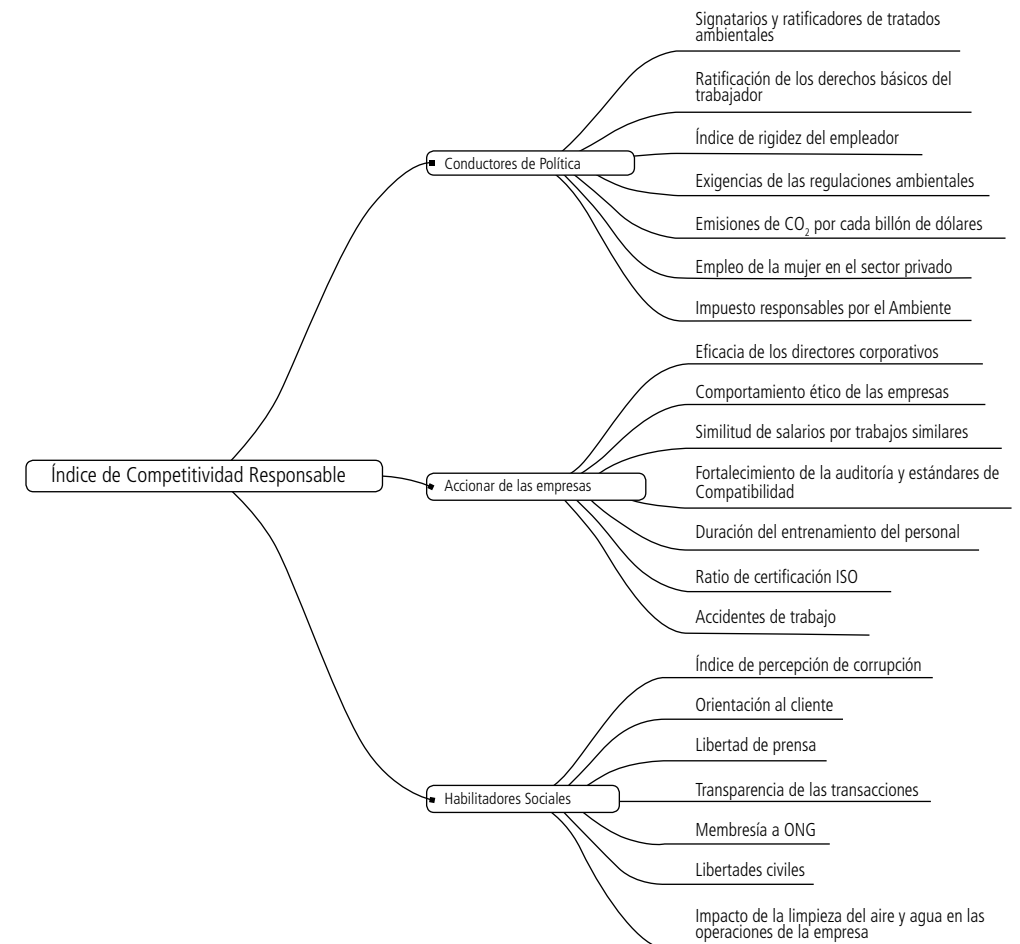 Signatarios y ratificadores de tratados
ambientales
Ratificación de los derechos básicos del
trabajador
Índice de rigidez del empleador
Conductores de Política
Exigencias de las regulaciones ambientales
Emisiones de CO₂ por cada billón de dólares
Empleo de la mujer en el sector privado
Impuesto responsables por el Ambiente
Eficacia de los directores corporativos
Comportamiento ético de las empresas
Similitud de salarios por trabajos similares
Índice de Competitividad Responsable
Accionar de las empresas
Fortalecimiento de la auditoría y estándares de
Compatibilidad
Duración del entrenamiento del personal
Ratio de certificación ISO
Accidentes de trabajo
Índice de percepción de corrupción
Orientación al cliente
Libertad de prensa
Habilitadores Sociales
Transparencia de las transacciones
Membresía a ONG
Libertades civiles
Impacto de la limpieza del aire y agua en las
operaciones de la empresa